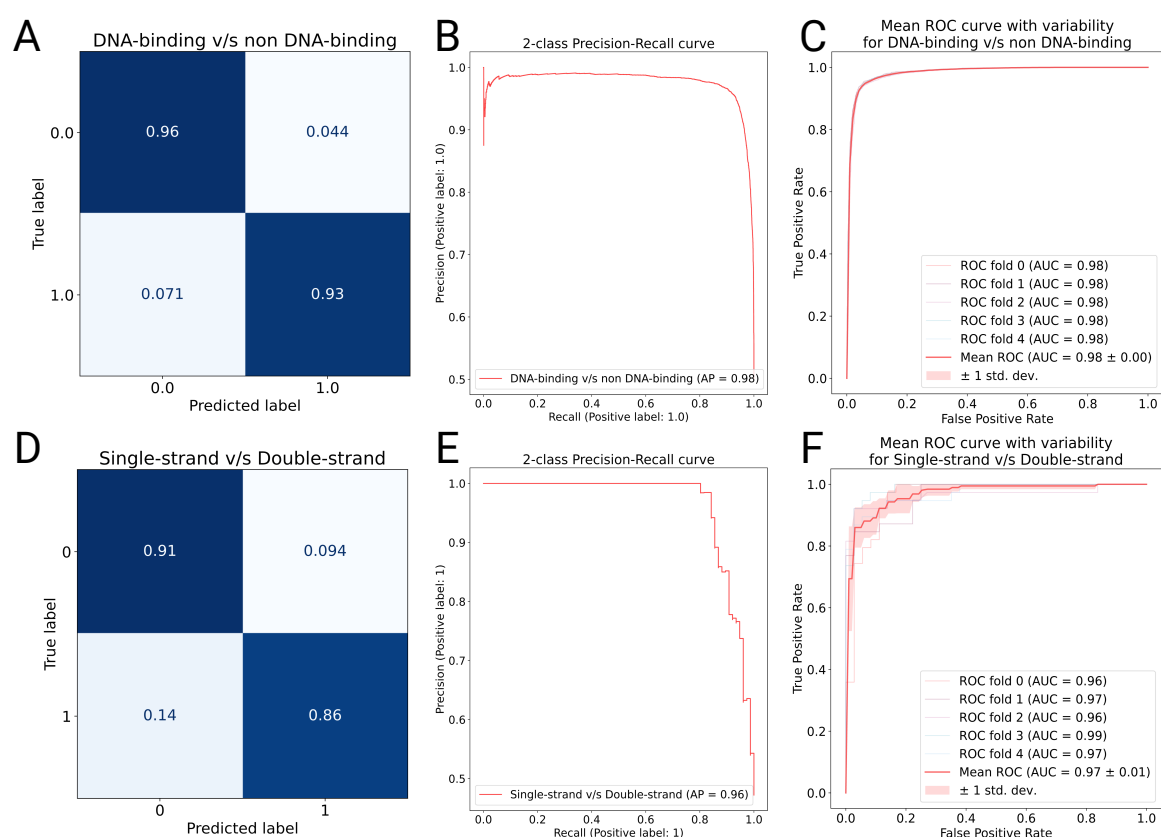 A
DNA-binding v/s non DNA-binding
True label
0.0
0.96
0.044
1.0
0.071
0.93
0.0
1.0
Predicted label
B
2-class Precision-Recall curve
Precision (Positive label: 1.0)
1.0
0.9
0.8
0.7
0.6
0.5
DNA-binding v/s non DNA-binding (AP = 0.98)
0.0
0.2
0.4
0.6
0.8
1.0
Recall (Positive label: 1.0)
C
Mean ROC curve with variability
for DNA-binding v/s non DNA-binding
True Positive Rate
1.0
0.8
0.6
0.4
0.2
0.0
ROC fold 0 (AUC = 0.98)
ROC fold 1 (AUC = 0.98)
ROC fold 2 (AUC = 0.98)
ROC fold 3 (AUC = 0.98)
ROC fold 4 (AUC = 0.98)
Mean ROC (AUC = 0.98 ± 0.00)
± 1 std. dev.
0.0
0.2
0.4
0.6
0.8
1.0
False Positive Rate
D
Single-strand v/s Double-strand
True label
0
0.91
0.094
1
0.14
0.86
0
1
Predicted label
E
2-class Precision-Recall curve
Precision (Positive label: 1)
1.0
0.9
0.8
0.7
0.6
0.5
Single-strand v/s Double-strand (AP = 0.96)
0.0
0.2
0.4
0.6
0.8
1.0
Recall (Positive label: 1)
F
Mean ROC curve with variability
for Single-strand v/s Double-strand
True Positive Rate
1.0
0.8
0.6
0.4
0.2
0.0
ROC fold 0 (AUC = 0.96)
ROC fold 1 (AUC = 0.97)
ROC fold 2 (AUC = 0.96)
ROC fold 3 (AUC = 0.99)
ROC fold 4 (AUC = 0.97)
Mean ROC (AUC = 0.97 ± 0.01)
± 1 std. dev.
0.0
0.2
0.4
0.6
0.8
1.0
False Positive Rate